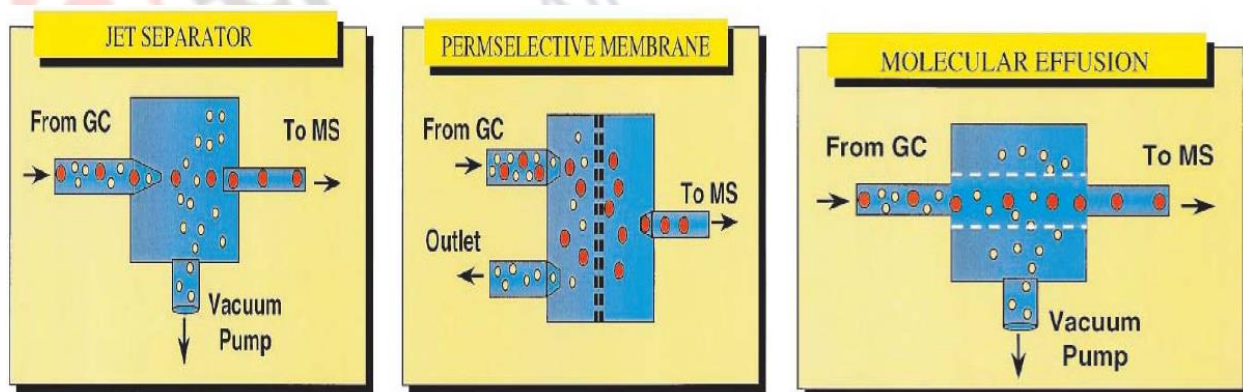 JET SEPARATOR
From GC
To MS
Vacuum
Pump
PERMSELECTIVE MEMBRANE
From GC
To MS
Outlet
MOLECULAR EFFUSION
From GC
To MS
Vacuum
Pump